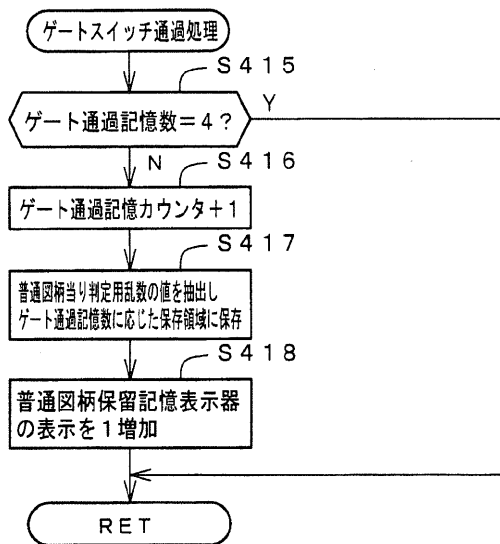 ゲートスイッチ通過処理
S415
ゲート通過記憶数=4?
Y
N
S416
ゲート通過記憶カウンタ+1
S417
普通図柄当り判定用乱数の値を抽出し
ゲート通過記憶数に応じた保存領域に保存
S418
普通図柄保留記憶表示器
の表示を1増加
RET